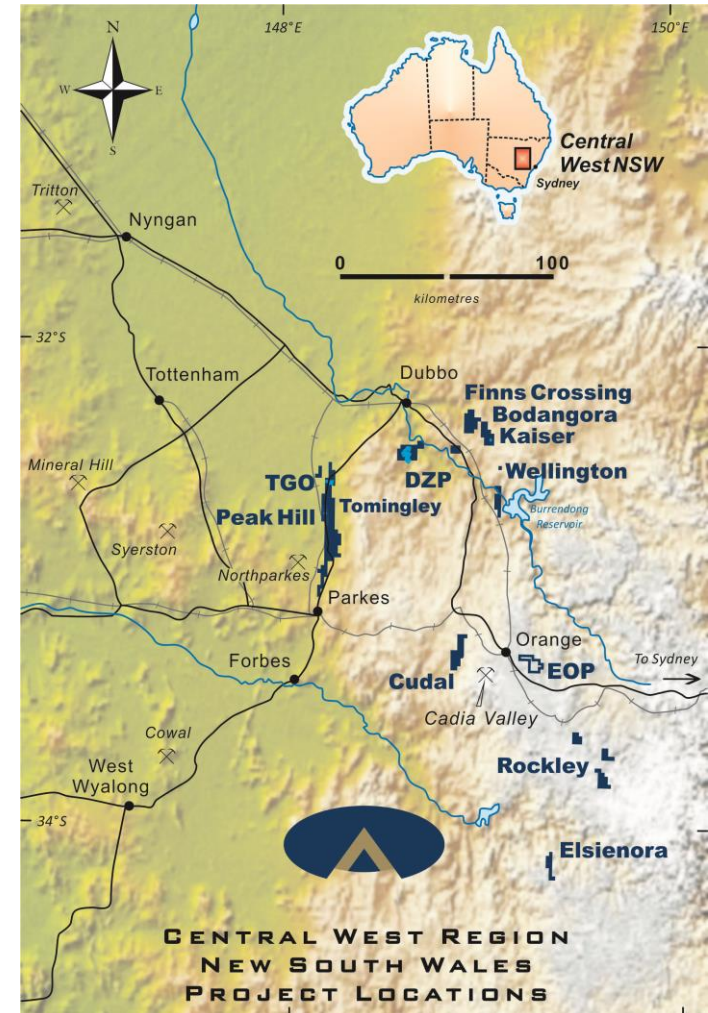 148°E
150°E
N
W
E
S
Central
West NSW
Sydney
Tritton
Nyngan
0
100
kilometres
32°S
Tottenham
Dubbo
Finns Crossing
Bodangora
Kaiser
Mineral Hill
TGO
DZP
Wellington
Peak Hill
Tomingley
Burrendong
Reservoir
Syerston
Northparkes
Parkes
Orange
To Sydney
Forbes
Cudal
EOP
Cadia Valley
Cowal
West
Wyalong
Rockley
34°S
Elsienora
CENTRAL WEST REGION
NEW SOUTH WALES
PROJECT LOCATIONS